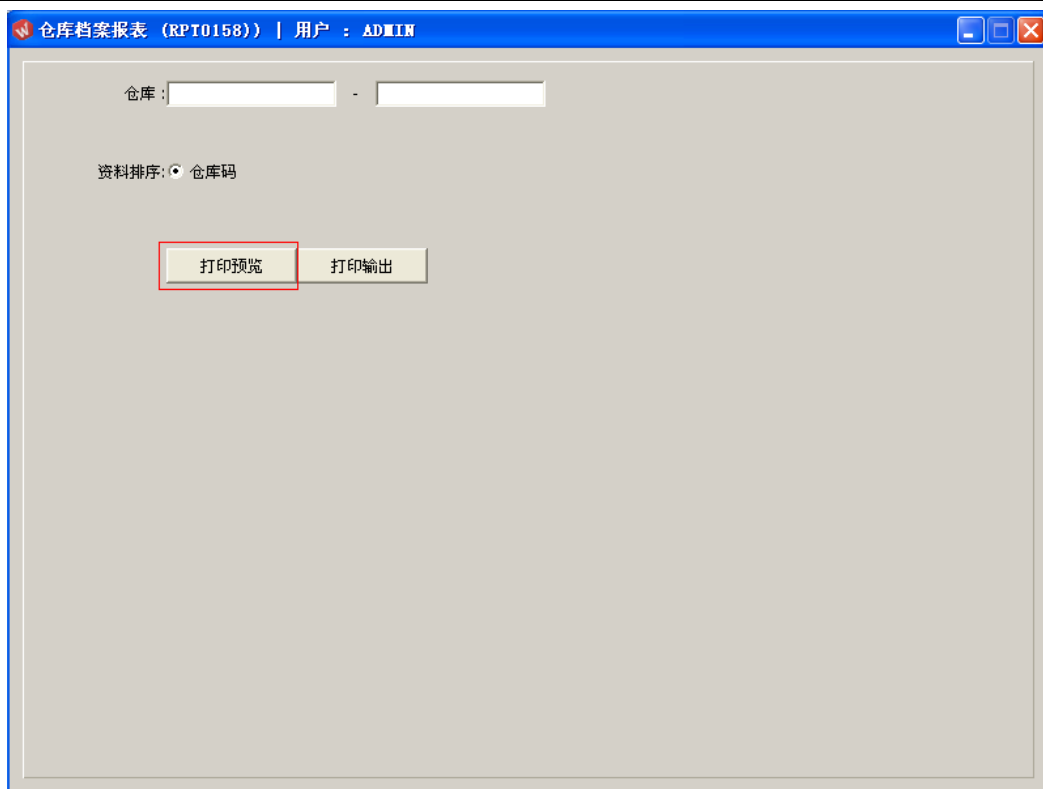 仓库档案报表 (RPT0158)) | 用户 : ADMIN
仓库 : -
资料排序: 仓库码
打印预览 打印输出